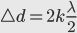 △d = 2k λ/2